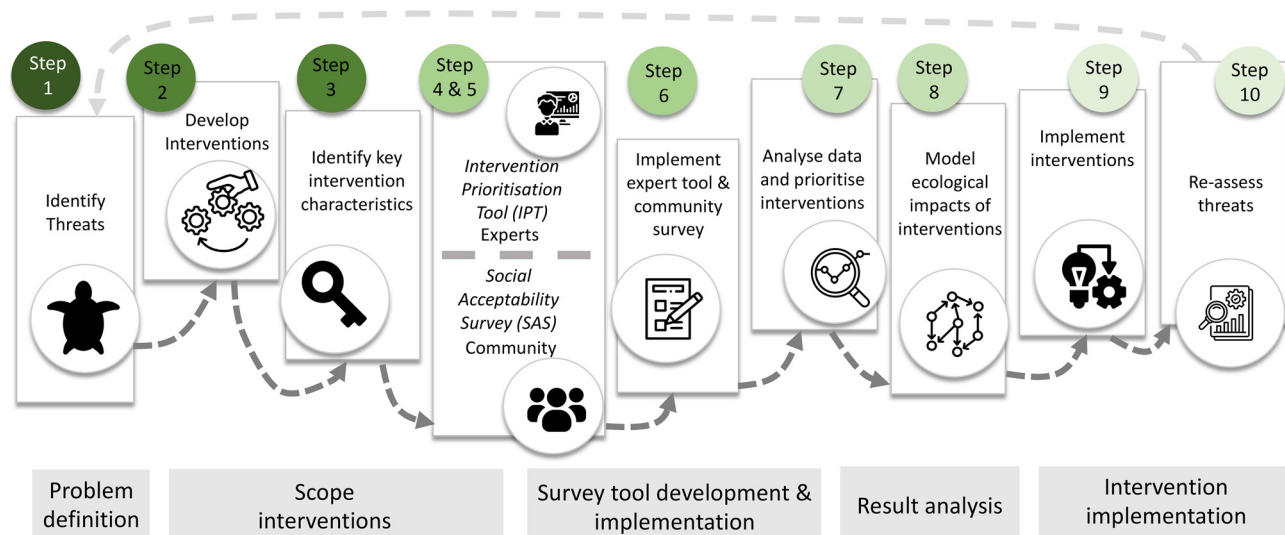 Step
1
Identify
Threats
Step
2
Develop
Interventions
Step
3
Identify key
intervention
characteristics
Step
4 & 5
Intervention
Prioritisation
Tool (IPT)
Experts
Social
Acceptability
Survey (SAS)
Community
Step
6
Implement
expert tool &
community
survey
Step
7
Analyse data
and prioritise
interventions
Step
8
Model
ecological
impacts of
interventions
Step
9
Implement
interventions
Step
10
Re-assess
threats
Problem
definition
Scope
interventions
Survey tool development &
implementation
Result analysis
Intervention
implementation